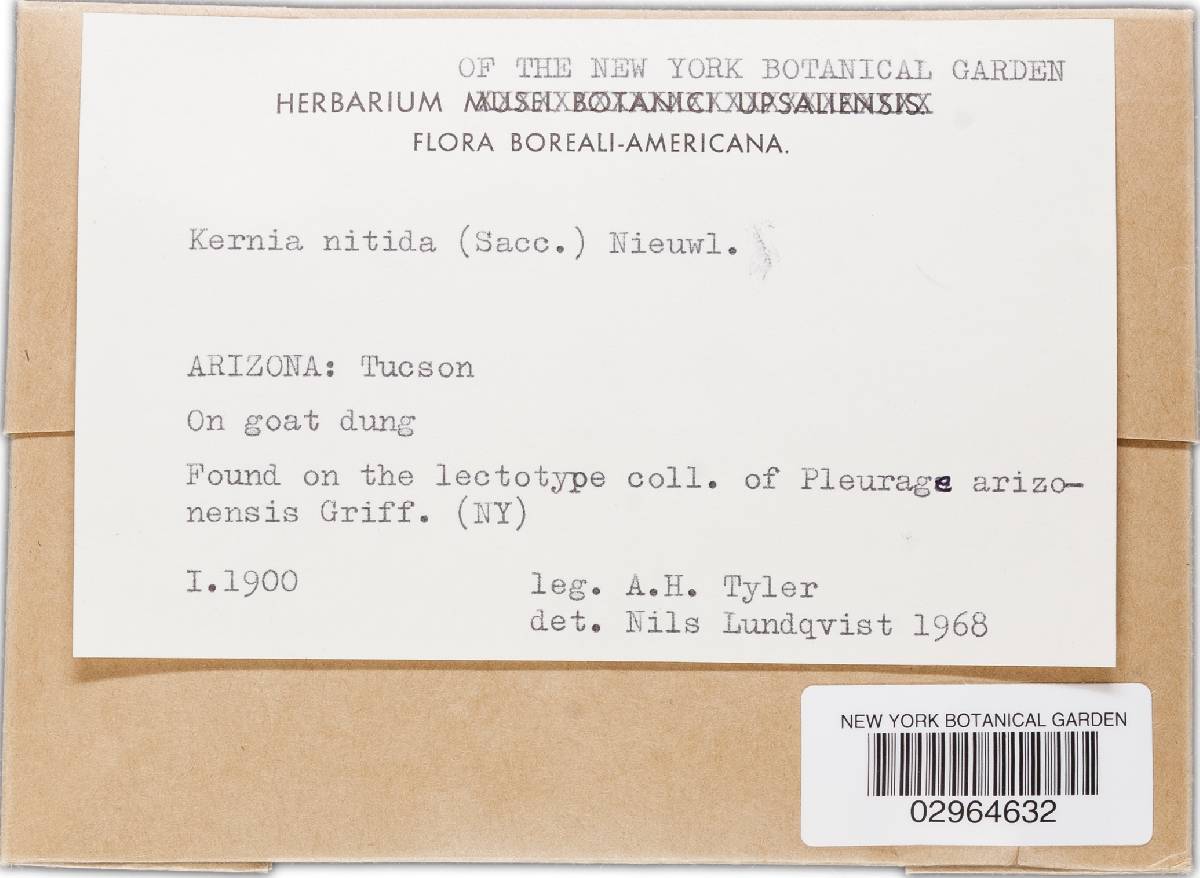 OF THE NEW YORK BOTANICAL GARDEN
HERBARIUM MUSEI BOTANICI UPSALIENSIS.
FLORA BOREALI-AMERICANA.
Kernia nitida (Sacc.) Nieuwl.
ARIZONA: Tucson
On goat dung
Found on the lectotype coll. of Pleurage arizo-
nensis Griff. (NY)
I.1900
leg. A.H. Tyler
det. Nils Lundqvist 1968
NEW YORK BOTANICAL GARDEN
02964632